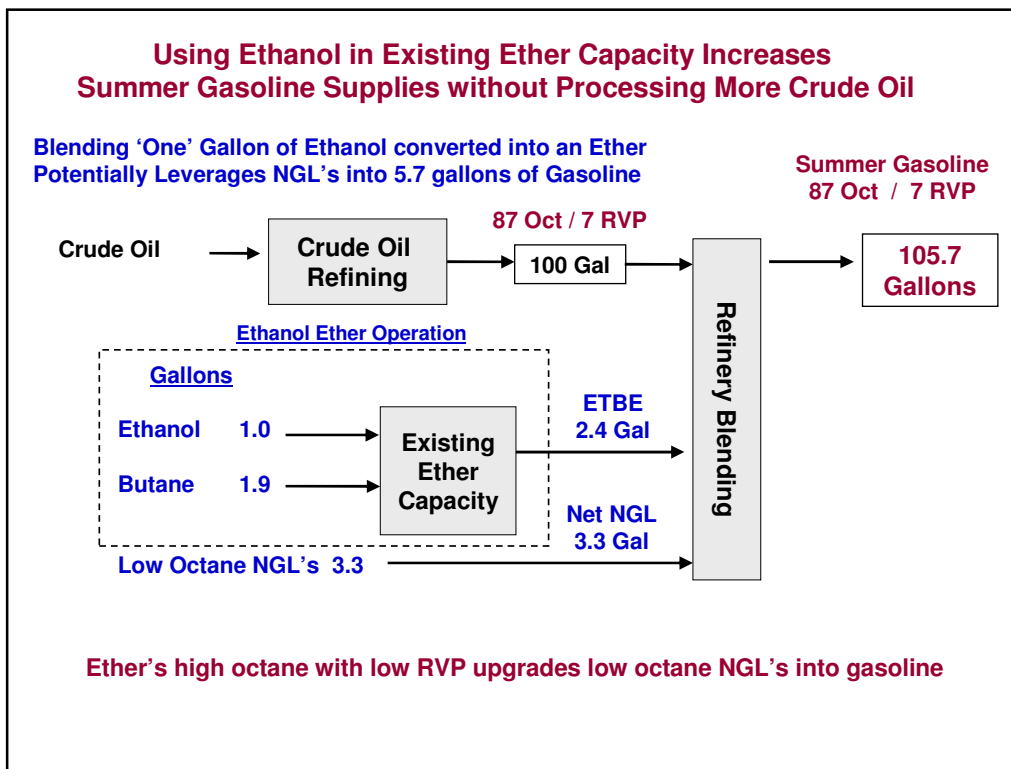 Using Ethanol in Existing Ether Capacity Increases
Summer Gasoline Supplies without Processing More Crude Oil
Blending ‘One’ Gallon of Ethanol converted into an Ether
Potentially Leverages NGL’s into 5.7 gallons of Gasoline
Summer Gasoline
87 Oct / 7 RVP
87 Oct / 7 RVP
Crude Oil
Crude Oil
Refining
100 Gal
105.7
Gallons
Refinery Blending
Ethanol Ether Operation
Gallons
Ethanol 1.0
Butane 1.9
Existing
Ether
Capacity
ETBE
2.4 Gal
Net NGL
3.3 Gal
Low Octane NGL’s 3.3
Ether’s high octane with low RVP upgrades low octane NGL’s into gasoline